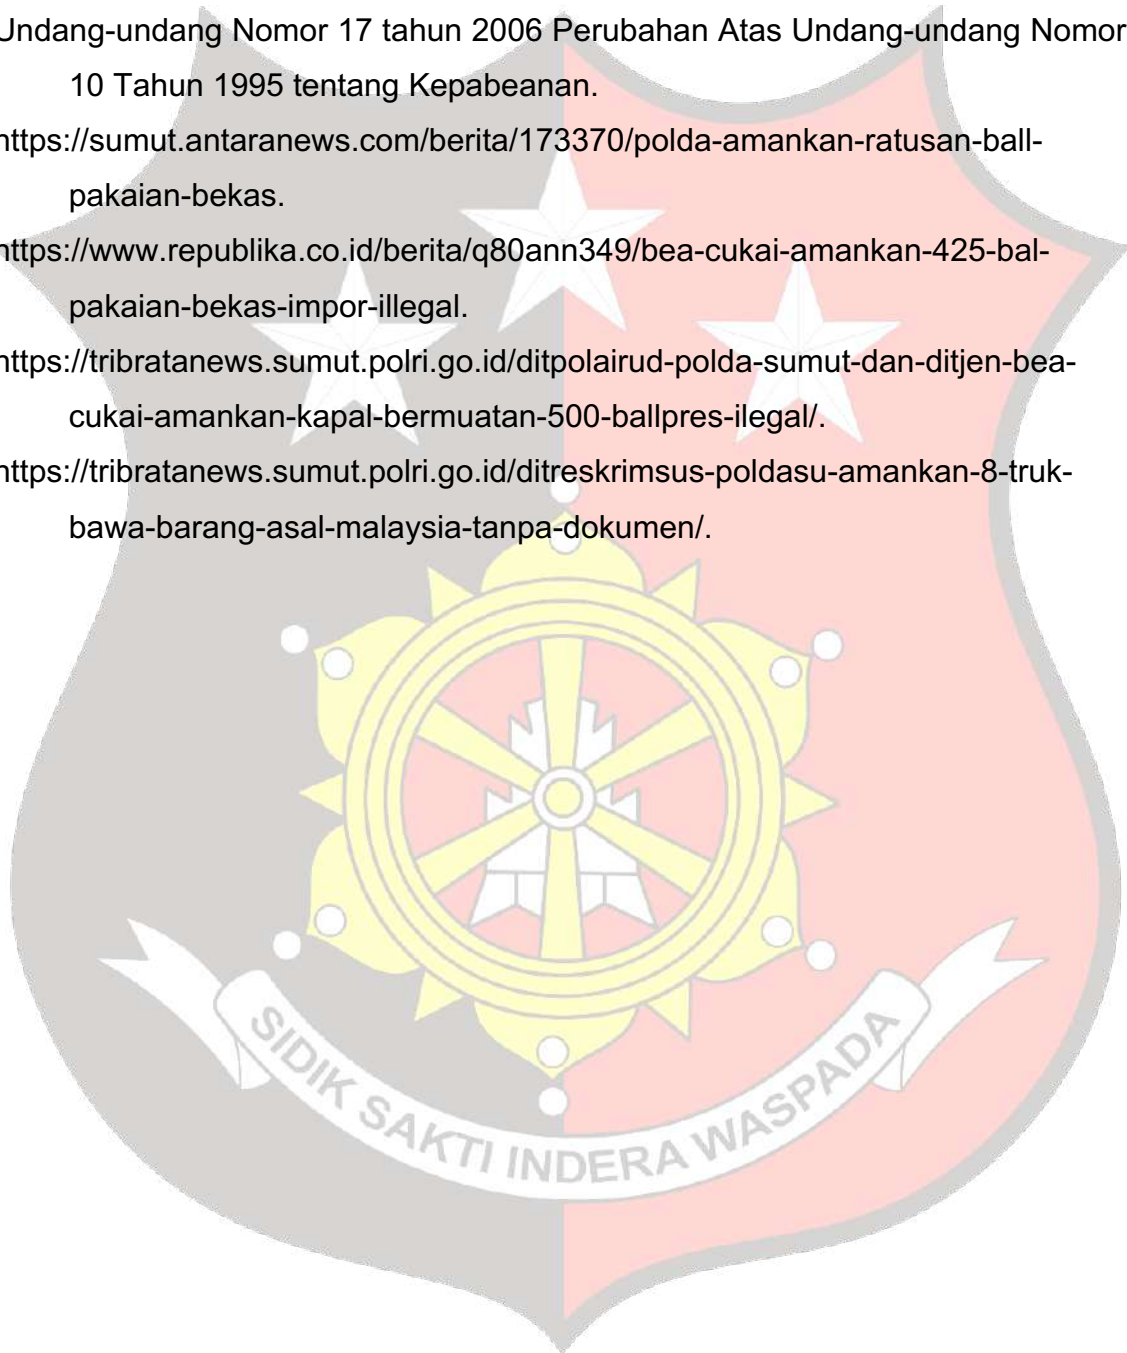 Undang-undang Nomor 17 tahun 2006 Perubahan Atas Undang-undang Nomor
10 Tahun 1995 tentang Kepabeanan.
https://sumut.antaranews.com/berita/173370/polda-amankan-ratusan-ball-
pakaian-bekas.
https://www.republika.co.id/berita/q80ann349/bea-cukai-amankan-425-bal-
pakaian-bekas-impor-illegal.
https://tribratanews.sumut.polri.go.id/ditpolairud-polda-sumut-dan-ditjen-bea-
cukai-amankan-kapal-bermuatan-500-ballpres-ilegal/.
https://tribratanews.sumut.polri.go.id/ditreskrimsus-poldasu-amankan-8-truk-
bawa-barang-asal-malaysia-tanpa-dokumen/.
SIDIK SAKTI INDERA WASPADA